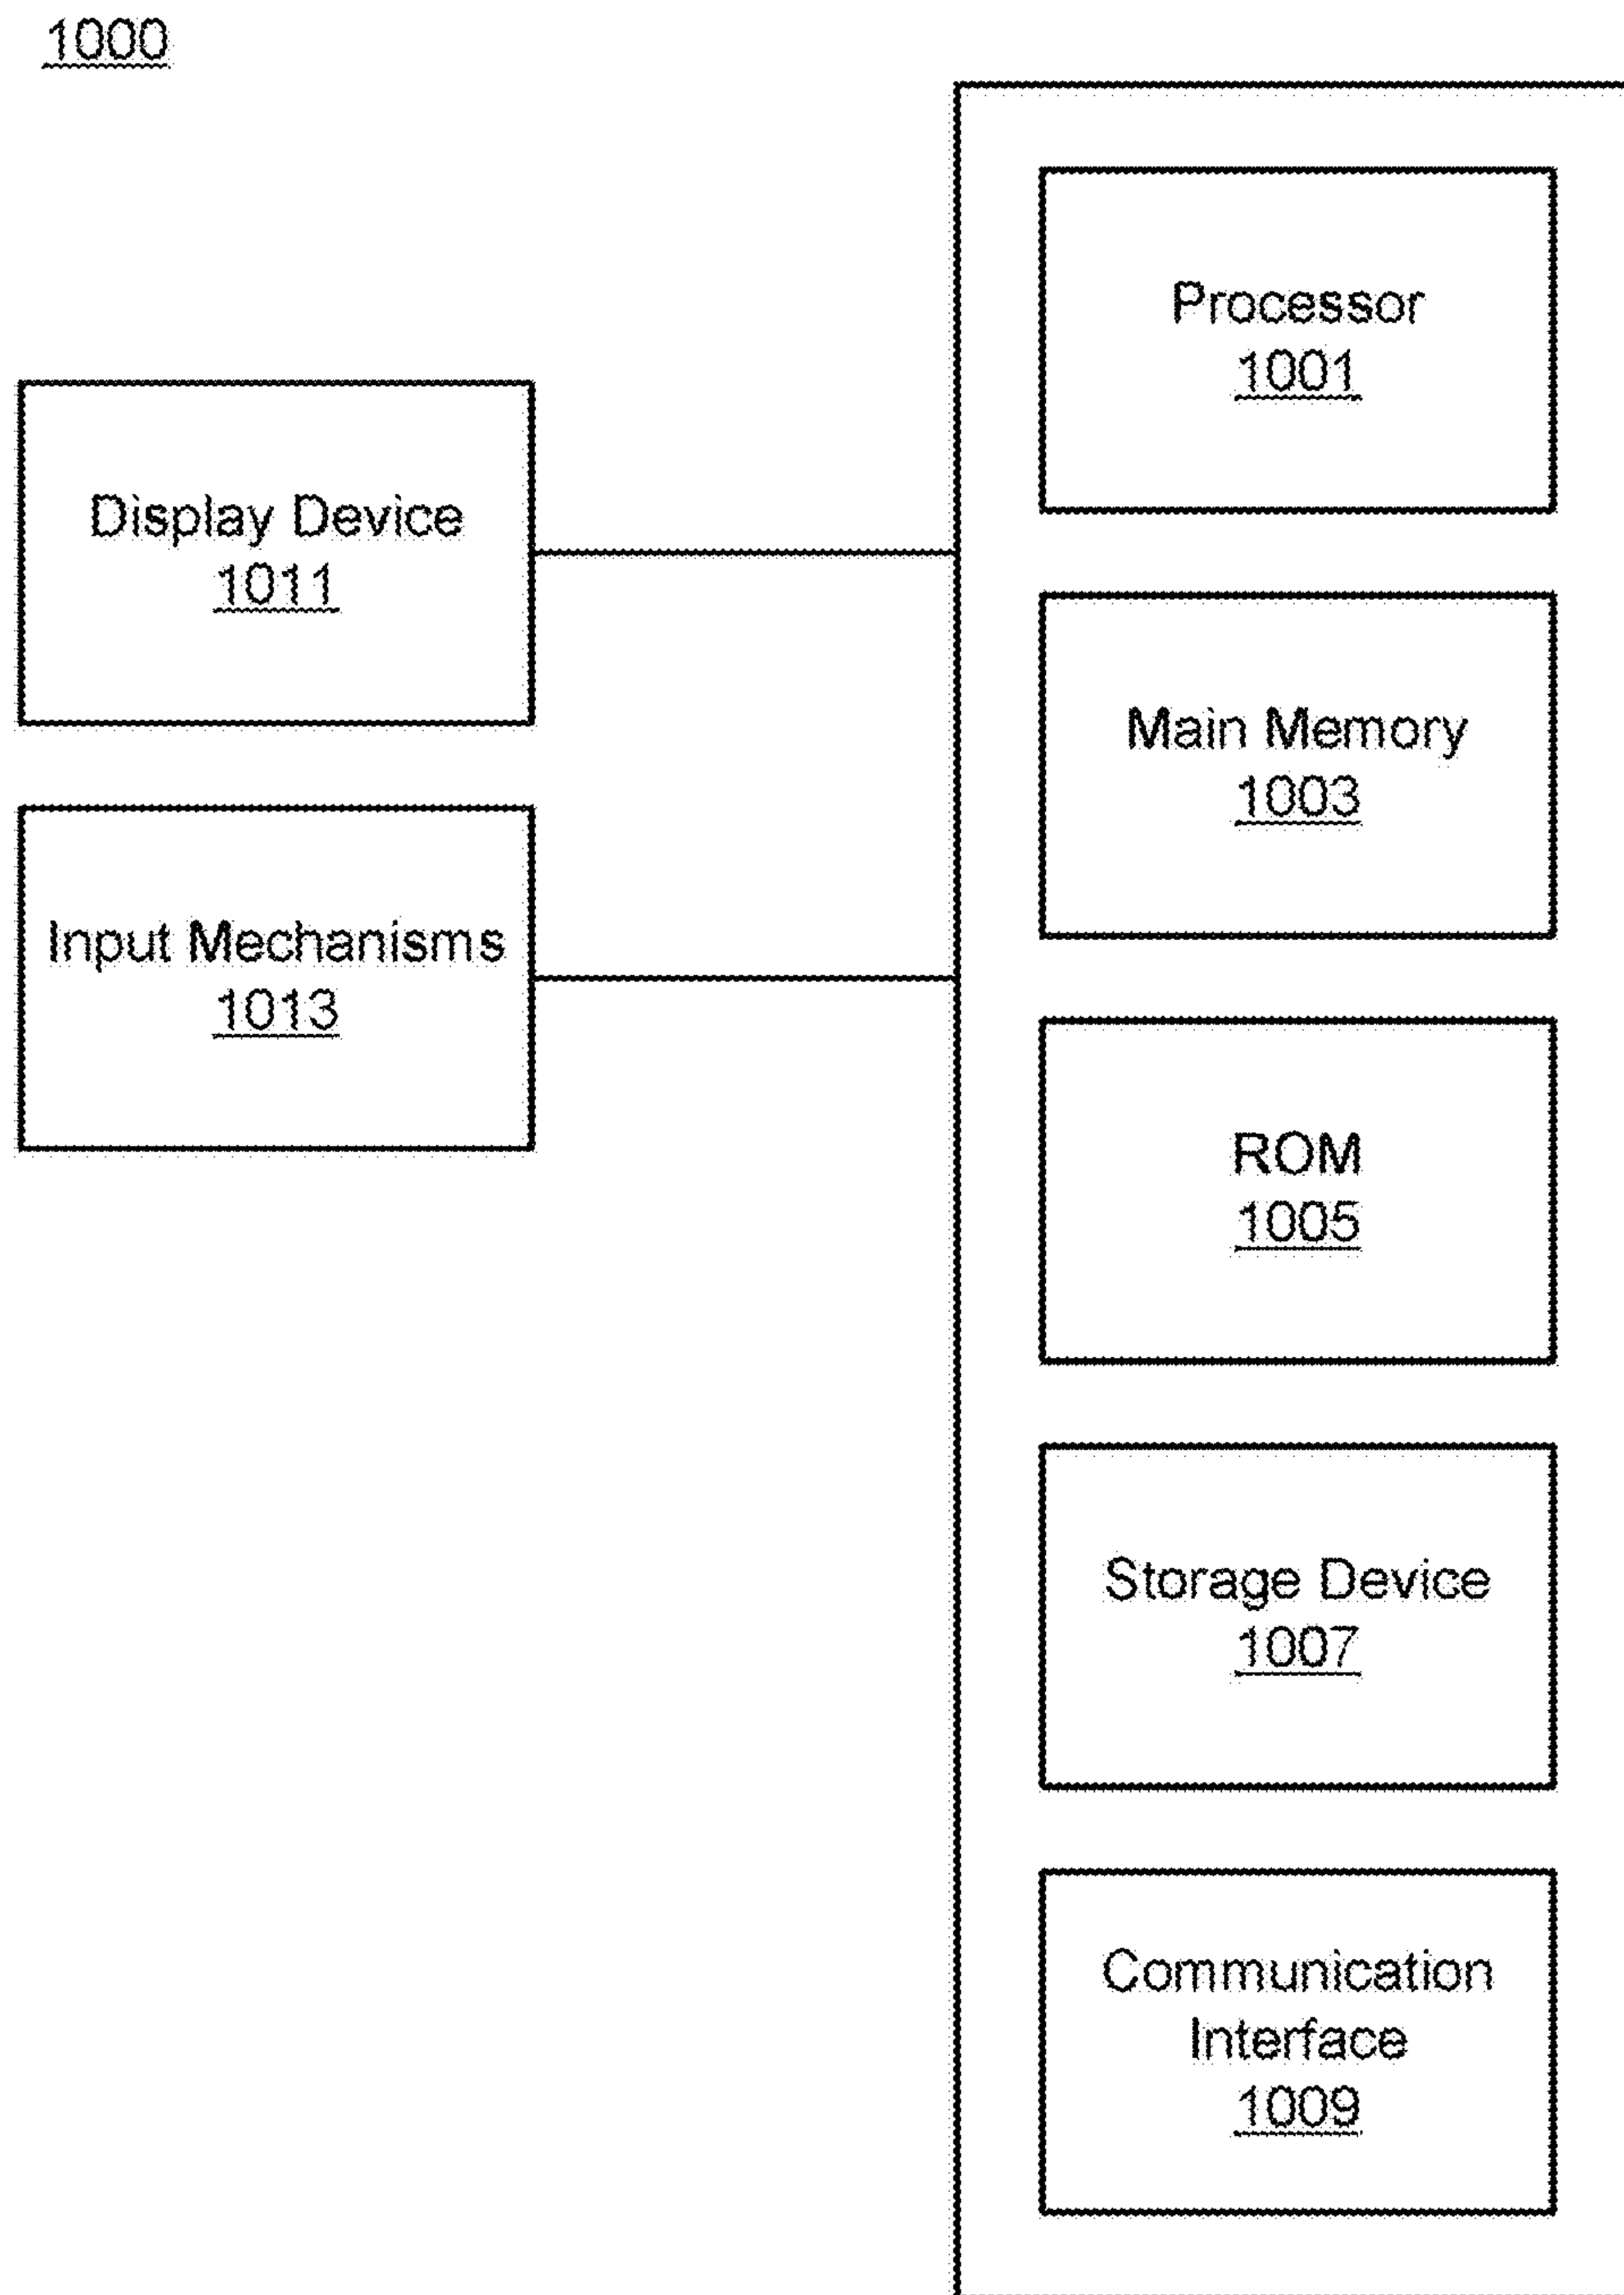 1000
Processor
1001
Display Device
1011
Main Memory
1003
Input Mechanisms
1013
ROM
1005
Storage Device
1007
Communication
Interface
1009